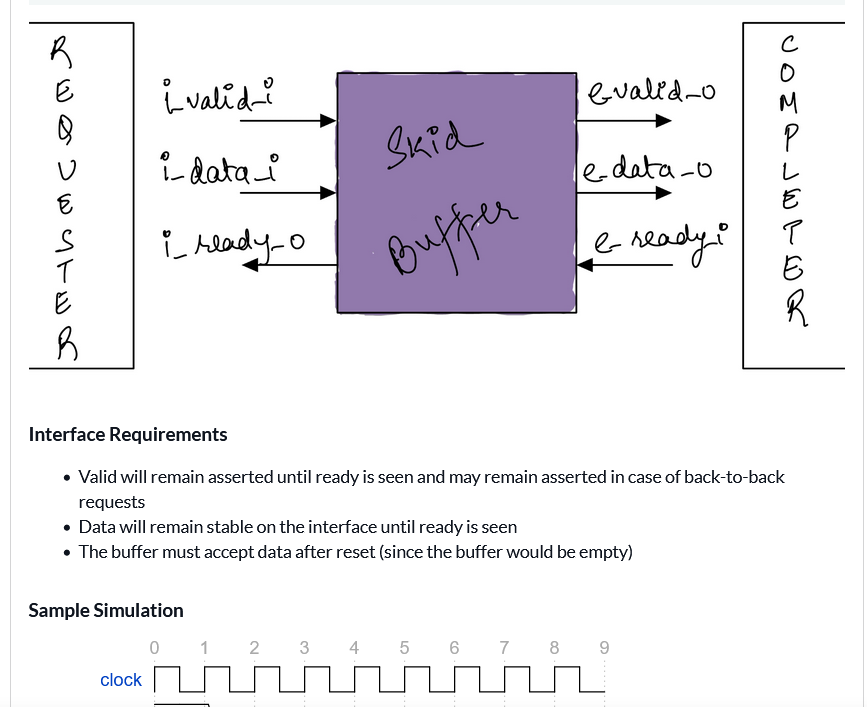 REQUESTER
i_valid_i
i_data_i
i_ready_o
Skid
Buffer
e_valid_o
e_data_o
e_ready_i
COMPLETER
Interface Requirements
• Valid will remain asserted until ready is seen and may remain asserted in case of back-to-back
requests
• Data will remain stable on the interface until ready is seen
• The buffer must accept data after reset (since the buffer would be empty)
Sample Simulation
0 1 2 3 4 5 6 7 8 9
clock